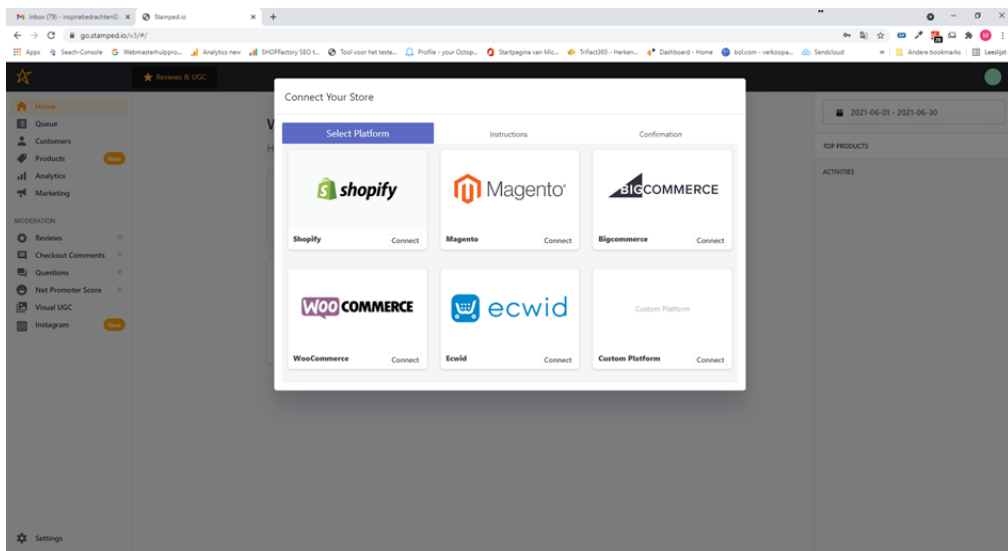 Inbox (79) - inspiratiedrachten@
Stamped.io
go.stamped.io/v3/#/
Apps Seach-Console Webmasterhulppro... Analytics new SHOPfactory SEO t... Tool voor het teste... Profile - your Octop... Startpagina van Mic... TriFact365 - Herken... Dashboard - Home bol.com - verkoopa... Sendcloud » Andere bookmarks Leeslijst
Reviews & UGC
Home
Queue
Customers
Products New
Analytics
Marketing
MODERATION
Reviews
Checkout Comments
Questions
Net Promoter Score
Visual UGC
Instagram New
Settings
W
H
Connect Your Store
Select Platform Instructions Confirmation
shopify Magento BIGCOMMERCE
Shopify Connect Magento Connect Bigcommerce Connect
WOO COMMERCE ecwid Custom Platform
WooCommerce Connect Ecwid Connect Custom Platform Connect
2021-06-01 - 2021-06-30
TOP PRODUCTS
ACTIVITIES